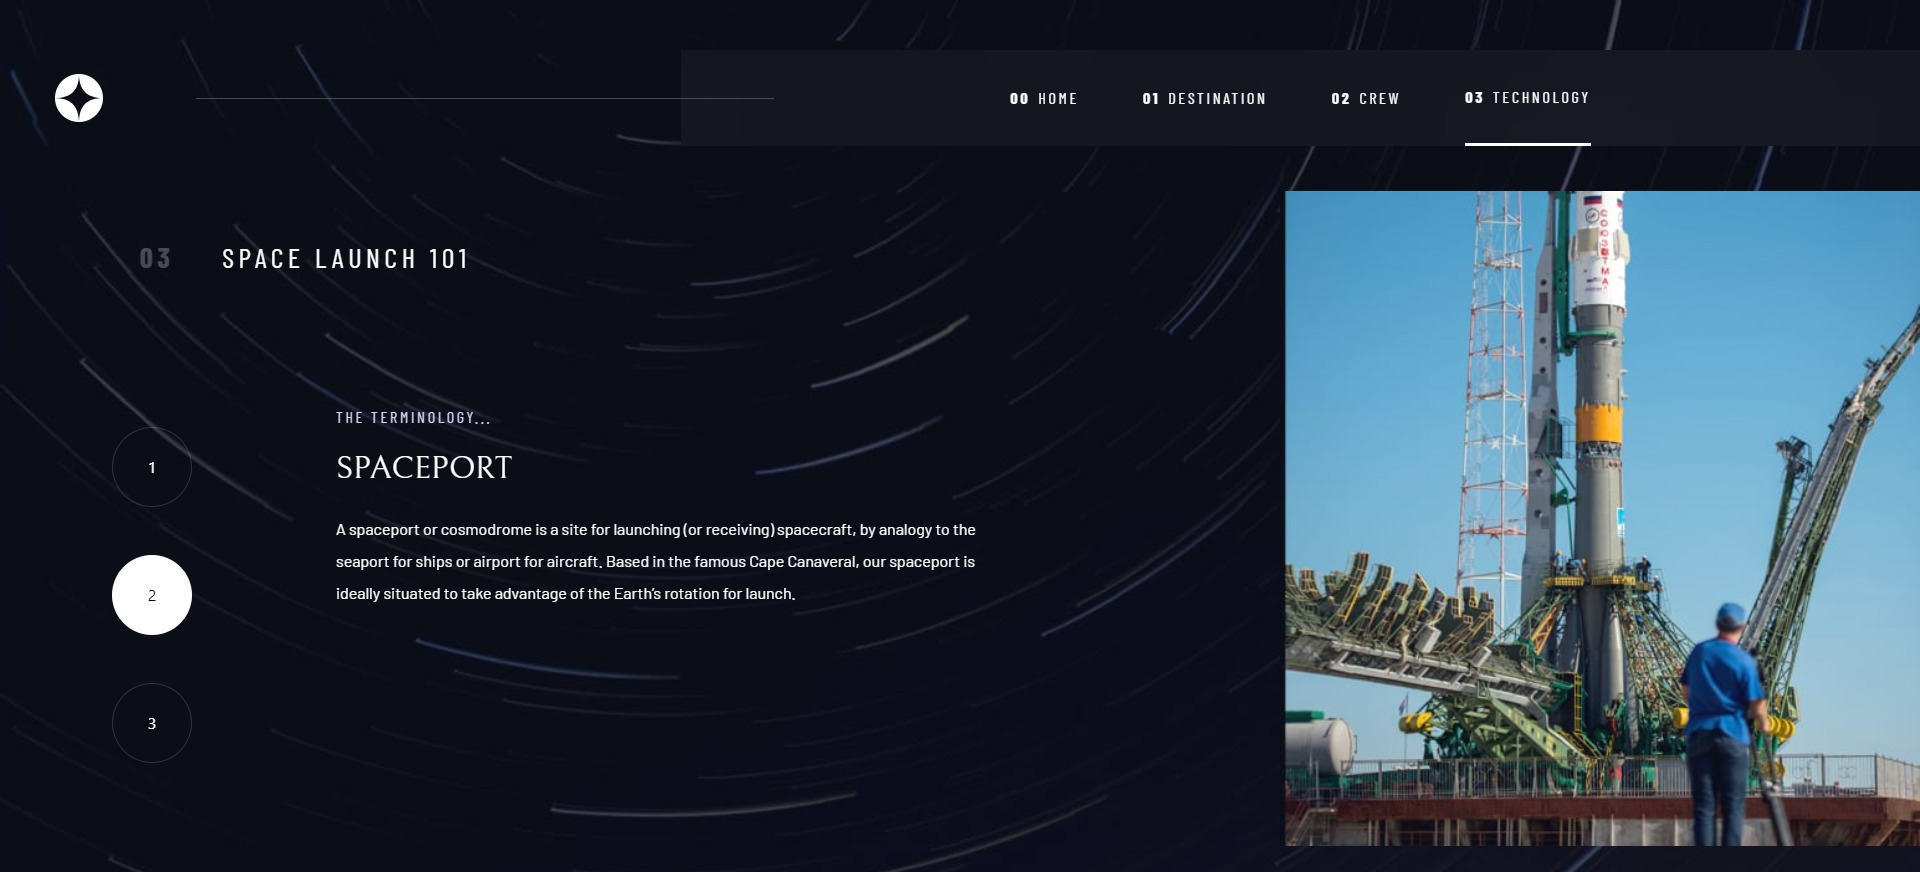 00 HOME
01 DESTINATION
02 CREW
03 TECHNOLOGY
03 SPACE LAUNCH 101
THE TERMINOLOGY...
SPACEPORT
A spaceport or cosmodrome is a site for launching (or receiving) spacecraft, by analogy to the
seaport for ships or airport for aircraft. Based in the famous Cape Canaveral, our spaceport is
ideally situated to take advantage of the Earth’s rotation for launch.
1
2
3